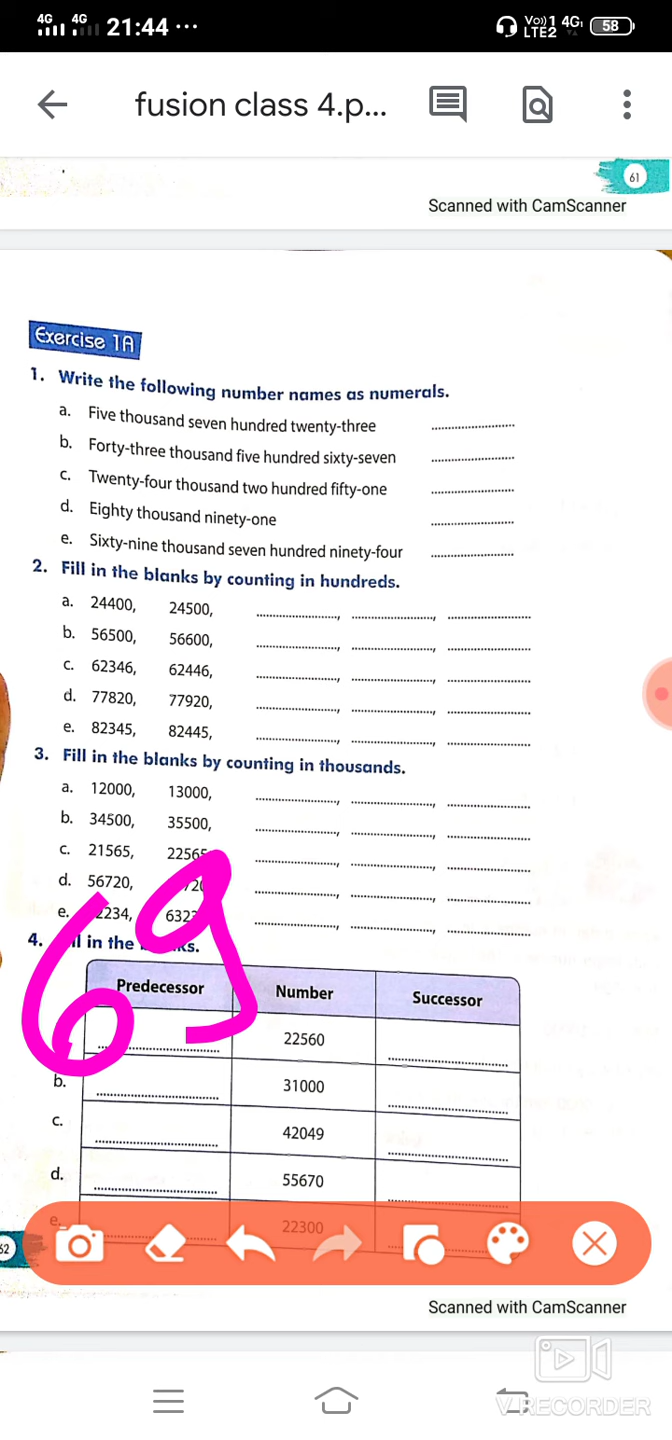 4G 4G 21:44 ... Vo)) 1 4G LTE2 58
fusion class 4.p...
61
Scanned with CamScanner
Exercise 1A
1. Write the following number names as numerals.
a. Five thousand seven hundred twenty-three
b. Forty-three thousand five hundred sixty-seven
c. Twenty-four thousand two hundred fifty-one
d. Eighty thousand ninety-one
e. Sixty-nine thousand seven hundred ninety-four
2. Fill in the blanks by counting in hundreds.
a. 24400, 24500, ............, ............, ............
b. 56500, 56600, ............, ............, ............
c. 62346, 62446, ............, ............, ............
d. 77820, 77920, ............, ............, ............
e. 82345, 82445, ............, ............, ............
3. Fill in the blanks by counting in thousands.
a. 12000, 13000, ............, ............, ............
b. 34500, 35500, ............, ............, ............
c. 21565, 22565 ............, ............, ............
d. 56720, ............, ............, ............
e. ............, ............, ............
69
4. in the
Predecessor Number Successor
22560
b. 31000
c. 42049
d. 55670
e. 22300
62
Scanned with CamScanner
V RECORDER